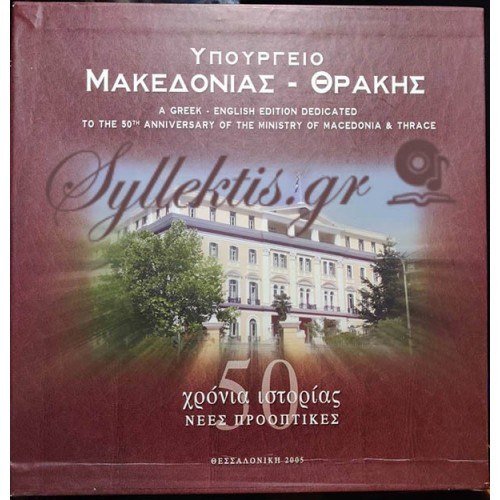 ΥΠΟΥΡΓΕΙΟ
ΜΑΚΕΔΟΝΙΑΣ - ΘΡΑΚΗΣ
A GREEK - ENGLISH EDITION DEDICATED
TO THE 50TH ANNIVERSARY OF THE MINISTRY OF MACEDONIA & THRACE
Syllektis.gr
50
χρόνια ιστορίας
ΝΕΕΣ ΠΡΟΟΠΤΙΚΕΣ
ΘΕΣΣΑΛΟΝΙΚΗ 2005